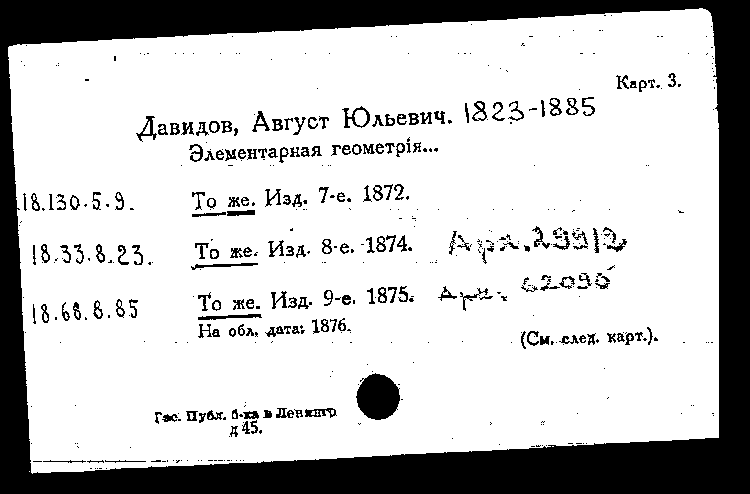 Карт. 3.
Давидов, Август Юльевич. 1823-1885
Элементарная геометрія...
18.130.5.9. То же. Изд. 7-е. 1872.
18.33.8.23. То же. Изд. 8-е. 1874. Арх. 29912
18.68.8.85 То же. Изд. 9-е. 1875. Арх. 62095
На обл. дата: 1876.
(См. след. карт.).
Гос. Публ. б-ка в Ленингр
д 45.